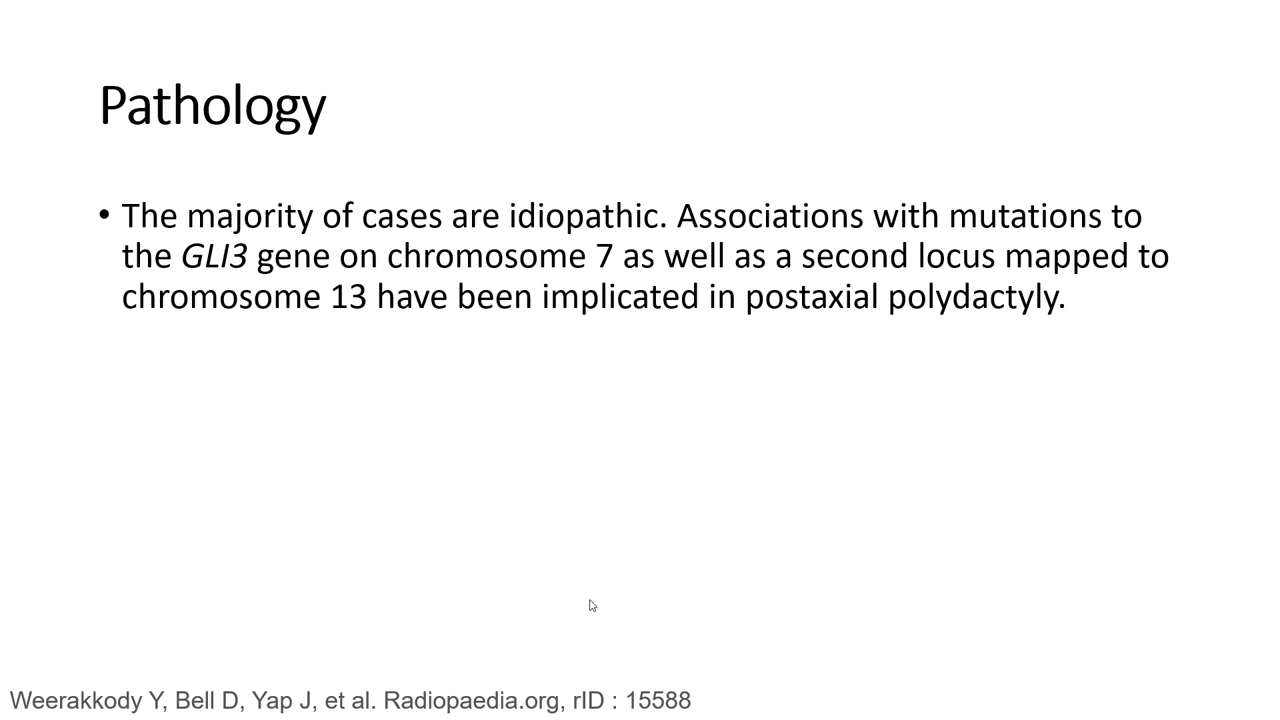 Pathology
• The majority of cases are idiopathic. Associations with mutations to
the GLI3 gene on chromosome 7 as well as a second locus mapped to
chromosome 13 have been implicated in postaxial polydactyly.
Weerakkody Y, Bell D, Yap J, et al. Radiopaedia.org, rID : 15588